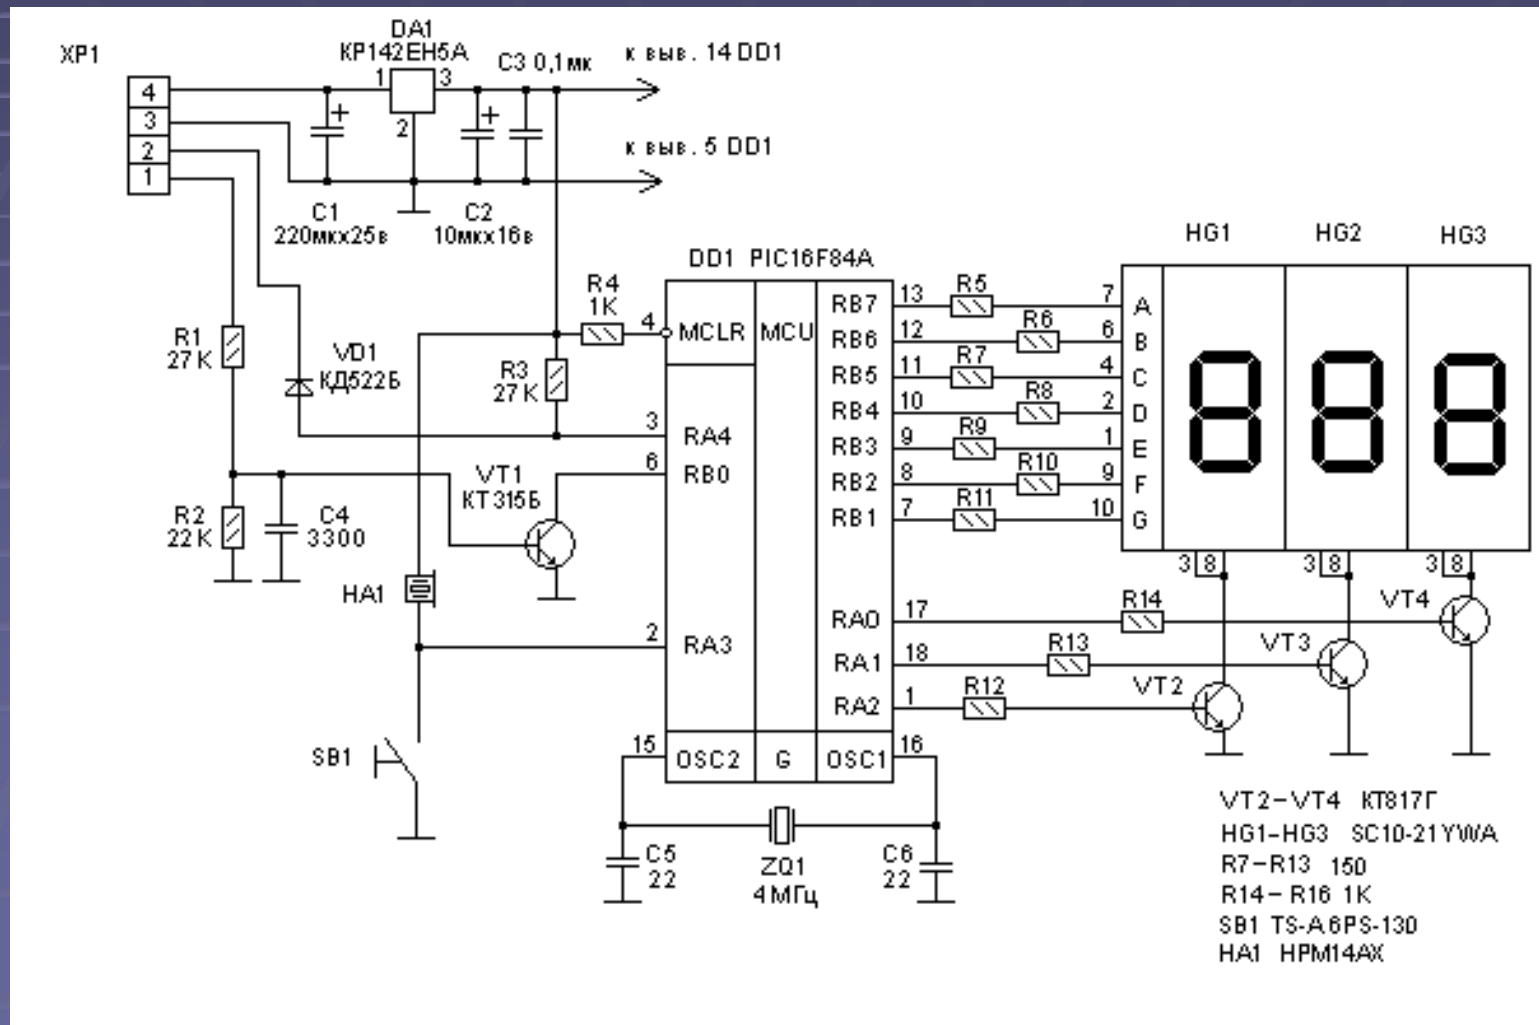 DA1
XP1
КР142ЕН5А
С3 0,1мк
к выв. 14 DD1
1
3
4
3
2
1
2
+
+
к выв. 5 DD1
C1
220мкх25в
C2
10мкх16в
HG1
HG2
HG3
DD1 PIC16F84A
R4
1K
4
MCLR
MCU
RB7
13
R5
7
A
RB6
12
R6
6
B
RB5
11
R7
4
C
RB4
10
R8
2
D
RB3
9
R9
1
E
RB2
8
R10
9
F
RB1
7
R11
10
G
R1
27K
VD1
КД522Б
R3
27K
3
RA4
6
RB0
VT1
КТ315Б
R2
22K
C4
3300
HA1
3
8
3
8
3
8
2
RA3
RA0
17
R14
VT4
RA1
18
R13
VT3
RA2
1
R12
VT2
SB1
15
OSC2
G
OSC1
16
C5
22
ZQ1
4МГц
C6
22
VT2-VT4 КТ817Г
HG1-HG3 SC10-21YWA
R7-R13 150
R14-R16 1K
SB1 TS-A6PS-130
HA1 HPM14AX